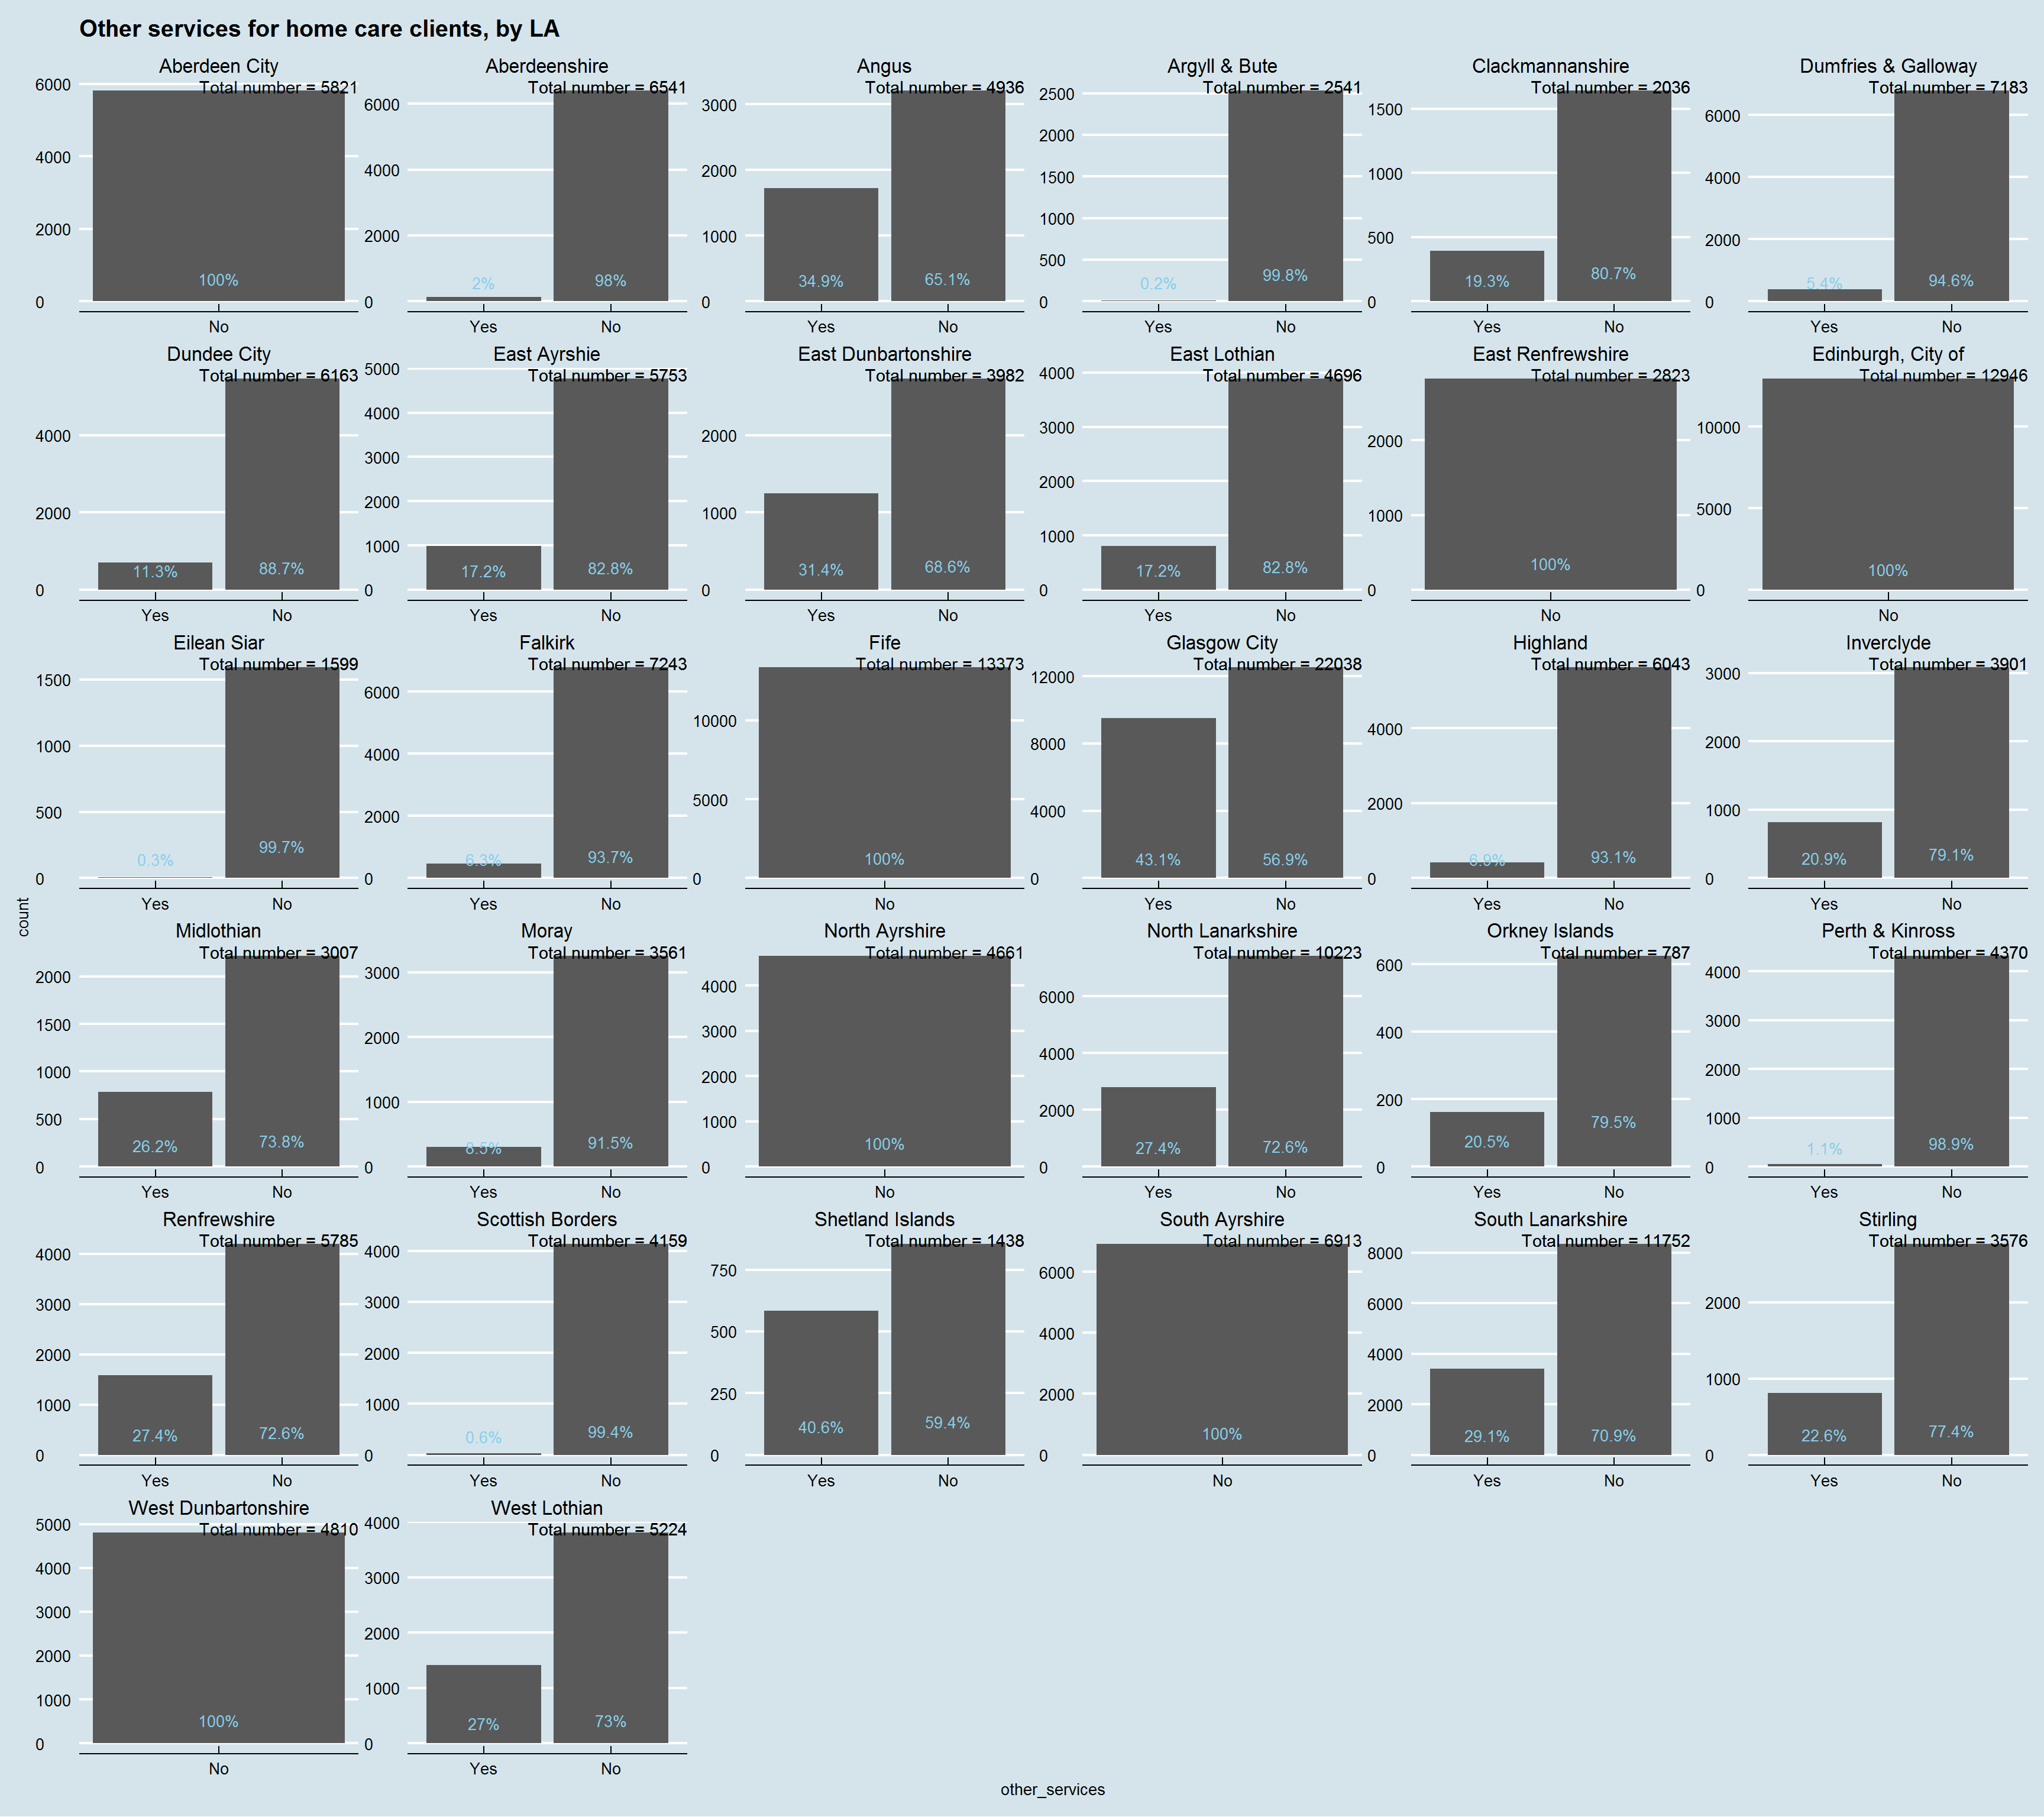 Other services for home care clients, by LA
Aberdeen City Aberdeenshire Angus Argyll & Bute Clackmannanshire Dumfries & Galloway
Total number = 5821 Total number = 6541 Total number = 4936 Total number = 2541 Total number = 2036 Total number = 7183
6000 4000 2000 0 100% No
6000 4000 2000 0 2% 98% Yes No
3000 2000 1000 0 34.9% 65.1% Yes No
2500 2000 1500 1000 500 0 0.2% 99.8% Yes No
1500 1000 500 0 19.3% 80.7% Yes No
6000 4000 2000 0 5.4% 94.6% Yes No
Dundee City East Ayrshie East Dunbartonshire East Lothian East Renfrewshire Edinburgh, City of
Total number = 6163 Total number = 5753 Total number = 3982 Total number = 4696 Total number = 2823 Total number = 12946
4000 2000 0 11.3% 88.7% Yes No
5000 4000 3000 2000 1000 0 17.2% 82.8% Yes No
2000 1000 0 31.4% 68.6% Yes No
4000 3000 2000 1000 0 17.2% 82.8% Yes No
2000 1000 0 100% No
10000 5000 0 100% No
Eilean Siar Falkirk Fife Glasgow City Highland Inverclyde
Total number = 1599 Total number = 7243 Total number = 13373 Total number = 22038 Total number = 6043 Total number = 3901
1500 1000 500 0 0.3% 99.7% Yes No
6000 4000 2000 0 6.3% 93.7% Yes No
10000 5000 0 100% No
12000 8000 4000 0 43.1% 56.9% Yes No
4000 2000 0 6.9% 93.1% Yes No
3000 2000 1000 0 20.9% 79.1% Yes No
count
Midlothian Moray North Ayrshire North Lanarkshire Orkney Islands Perth & Kinross
Total number = 3007 Total number = 3561 Total number = 4661 Total number = 10223 Total number = 787 Total number = 4370
2000 1500 1000 500 0 26.2% 73.8% Yes No
3000 2000 1000 0 8.5% 91.5% Yes No
4000 3000 2000 1000 0 100% No
6000 4000 2000 0 27.4% 72.6% Yes No
600 400 200 0 20.5% 79.5% Yes No
4000 3000 2000 1000 0 1.1% 98.9% Yes No
Renfrewshire Scottish Borders Shetland Islands South Ayrshire South Lanarkshire Stirling
Total number = 5785 Total number = 4159 Total number = 1438 Total number = 6913 Total number = 11752 Total number = 3576
4000 3000 2000 1000 0 27.4% 72.6% Yes No
4000 3000 2000 1000 0 0.6% 99.4% Yes No
750 500 250 0 40.6% 59.4% Yes No
6000 4000 2000 0 100% No
8000 6000 4000 2000 0 29.1% 70.9% Yes No
2000 1000 0 22.6% 77.4% Yes No
West Dunbartonshire West Lothian
Total number = 4810 Total number = 5224
5000 4000 3000 2000 1000 0 100% No
4000 3000 2000 1000 0 27% 73% Yes No
other_services